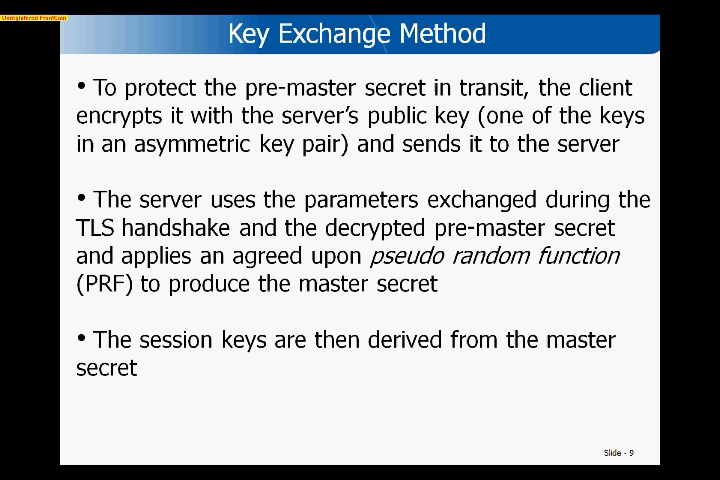 Unregistered FrontCam
Key Exchange Method
• To protect the pre-master secret in transit, the client
encrypts it with the server's public key (one of the keys
in an asymmetric key pair) and sends it to the server
• The server uses the parameters exchanged during the
TLS handshake and the decrypted pre-master secret
and applies an agreed upon pseudo random function
(PRF) to produce the master secret
• The session keys are then derived from the master
secret
Slide - 9